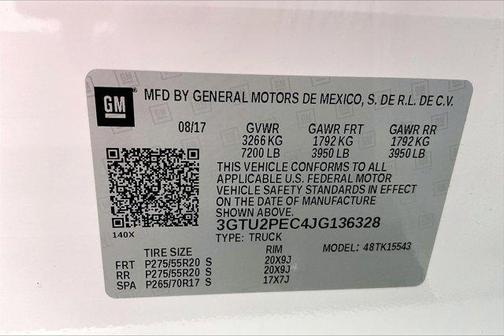 GM
MFD BY GENERAL MOTORS DE MEXICO, S. DE R.L. DE C.V.
08/17 GVWR GAWR FRT GAWR RR
3266 KG 1792 KG 1792 KG
7200 LB 3950 LB 3950 LB
THIS VEHICLE CONFORMS TO ALL
APPLICABLE U.S. FEDERAL MOTOR
VEHICLE SAFETY STANDARDS IN EFFECT
ON THE DATE OF MANUFACTURE
SHOWN ABOVE.
140X 3GTU2PEC4JG136328
TYPE: TRUCK MODEL: 48TK15543
TIRE SIZE RIM
FRT P275/55R20 S 20X9J
RR P275/55R20 S 20X9J
SPA P265/70R17 S 17X7J